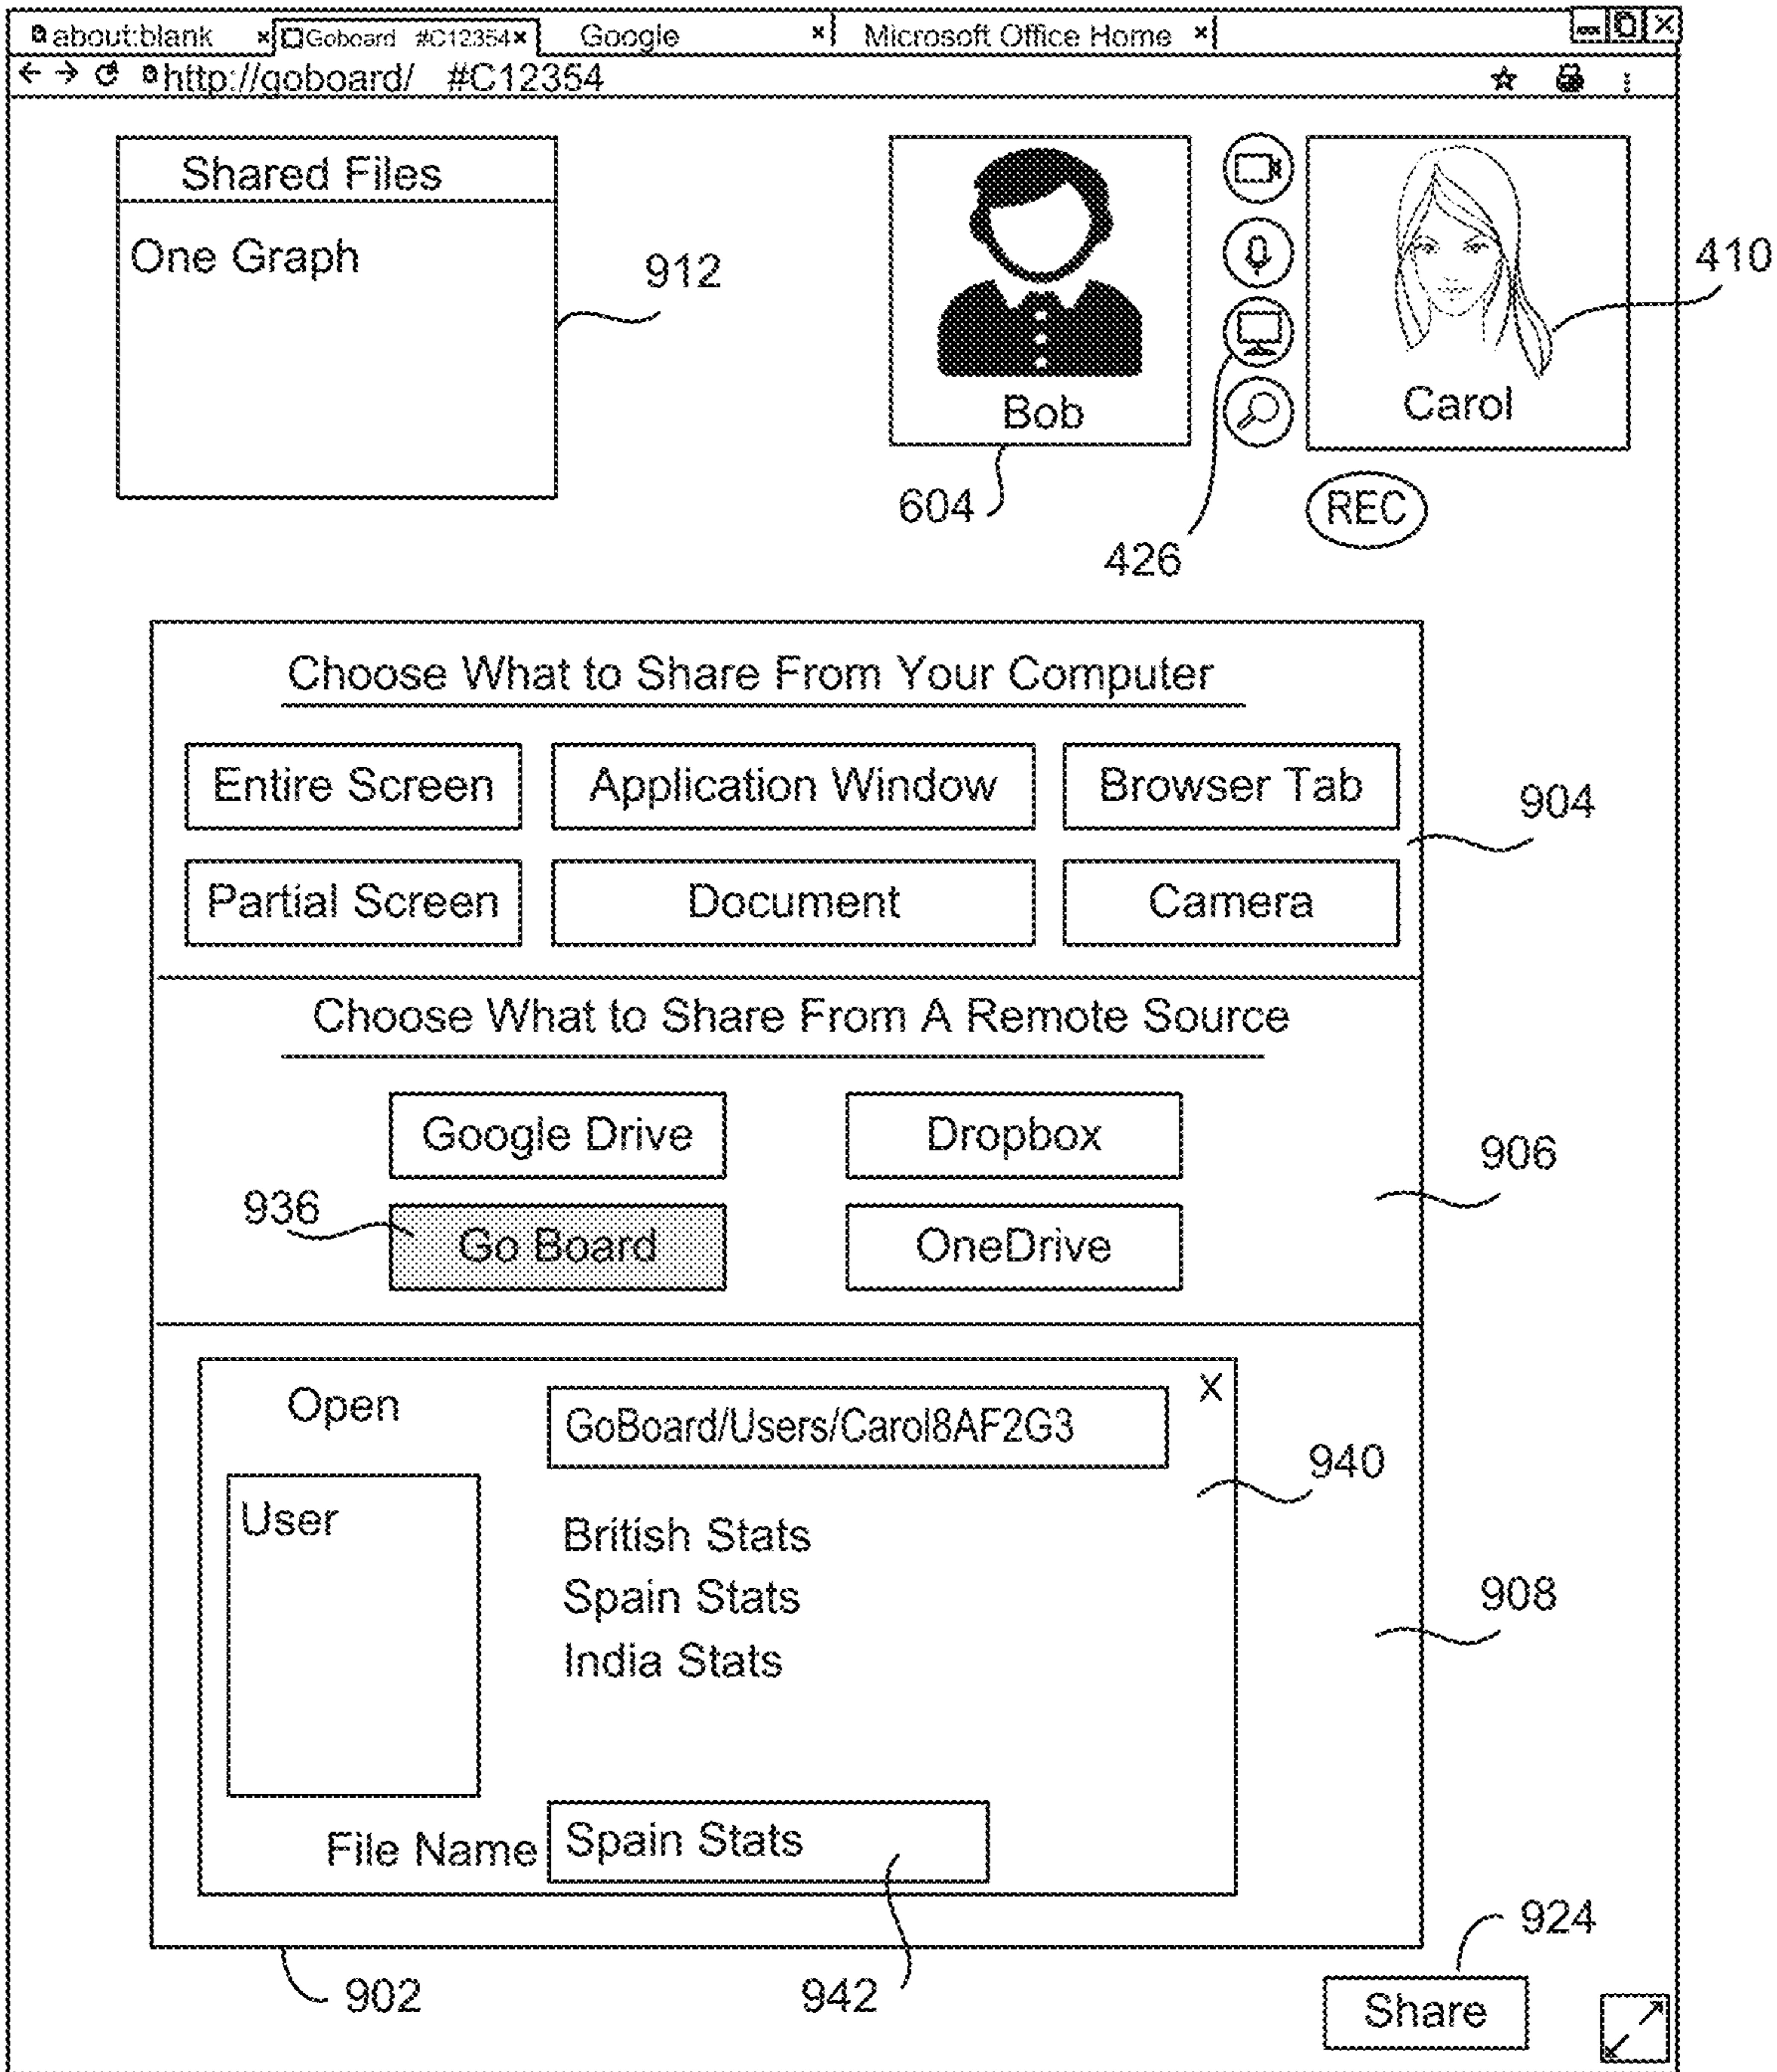 about:blank × Goboard #C12354× Google × Microsoft Office Home ×
http://goboard/ #C12354
Shared Files
One Graph
912
Bob
604
426
Carol
410
REC
Choose What to Share From Your Computer
Entire Screen Application Window Browser Tab
904
Partial Screen Document Camera
Choose What to Share From A Remote Source
Google Drive Dropbox
906
936
Go Board OneDrive
Open GoBoard/Users/Carol8AF2G3 X
940
User
British Stats
Spain Stats
India Stats
908
File Name Spain Stats
924
902
942
Share